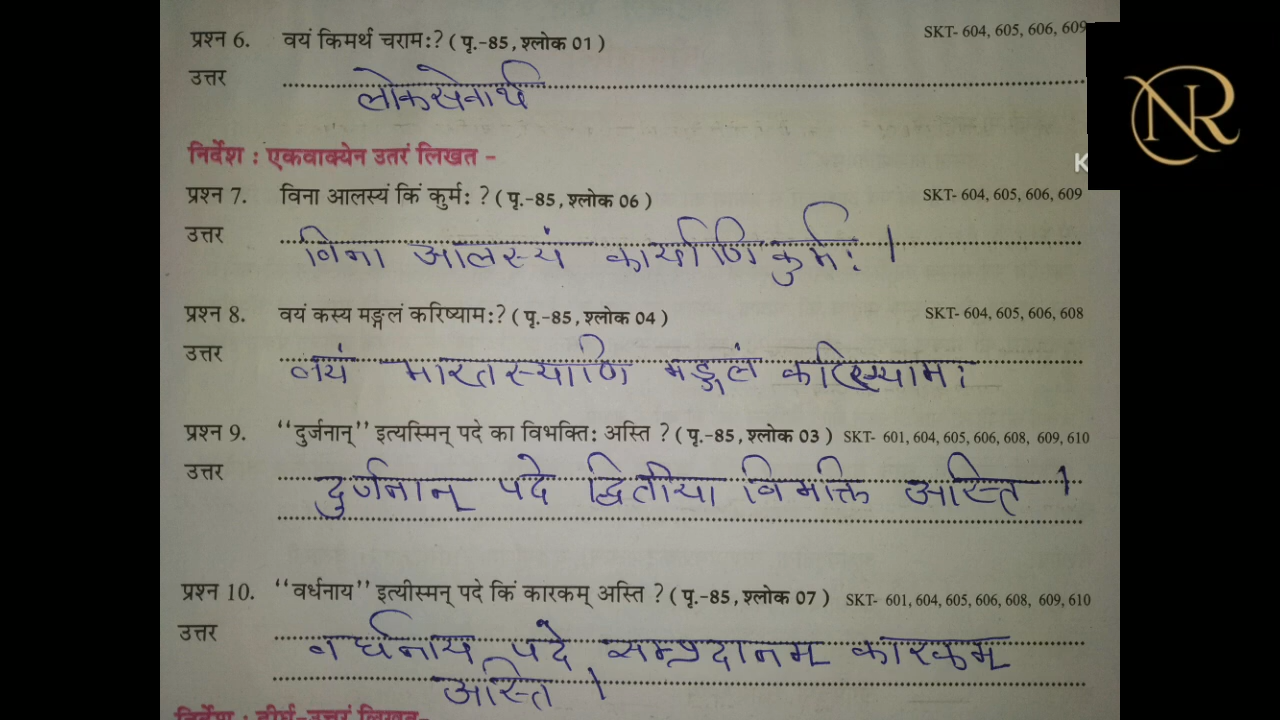 प्रश्न 6. वयं किमर्थ चरामः? ( पृ.-85, श्लोक 01 ) SKT- 604, 605, 606, 609
उत्तर लोकसेनार्थ
निर्देश : एकवाक्येन उतरं लिखत -
प्रश्न 7. विना आलस्यं किं कुर्मः ? ( पृ.-85, श्लोक 06 ) SKT- 604, 605, 606, 609
उत्तर विना आलस्यं कार्याणि कुर्मः ।
प्रश्न 8. वयं कस्य मङ्गलं करिष्यामः? ( पृ.-85, श्लोक 04 ) SKT- 604, 605, 606, 608
उत्तर वयं भारतस्याणि मङ्गलं करिष्यामः
प्रश्न 9. ‘‘दुर्जनान्’’ इत्यस्मिन् पदे का विभक्तिः अस्ति ? ( पृ.-85, श्लोक 03 ) SKT- 601, 604, 605, 606, 608, 609, 610
उत्तर दुर्जनान् पदे द्वितीया विभक्ति अस्ति ।
प्रश्न 10. ‘‘वर्धनाय’’ इत्यीस्मन् पदे किं कारकम् अस्ति ? ( पृ.-85, श्लोक 07 ) SKT- 601, 604, 605, 606, 608, 609, 610
उत्तर वर्धनाय पदे सम्प्रदानम् कारकम्
अस्ति ।
निर्देश : दीर्घ-उत्तरं लिखत-
NR
K